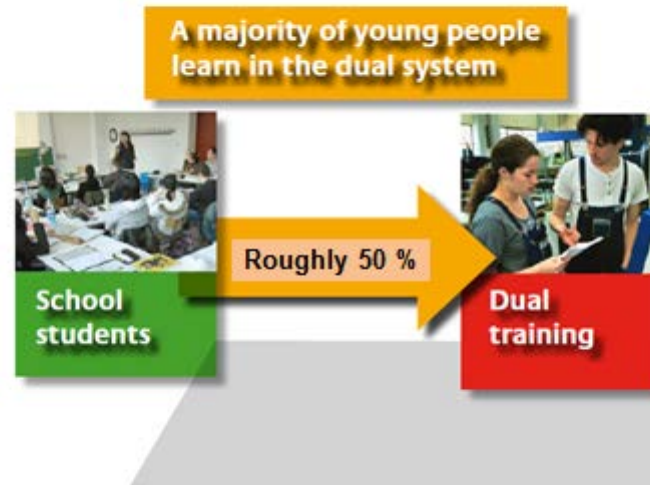 A majority of young people
learn in the dual system
Roughly 50 %
School
students
Dual
training